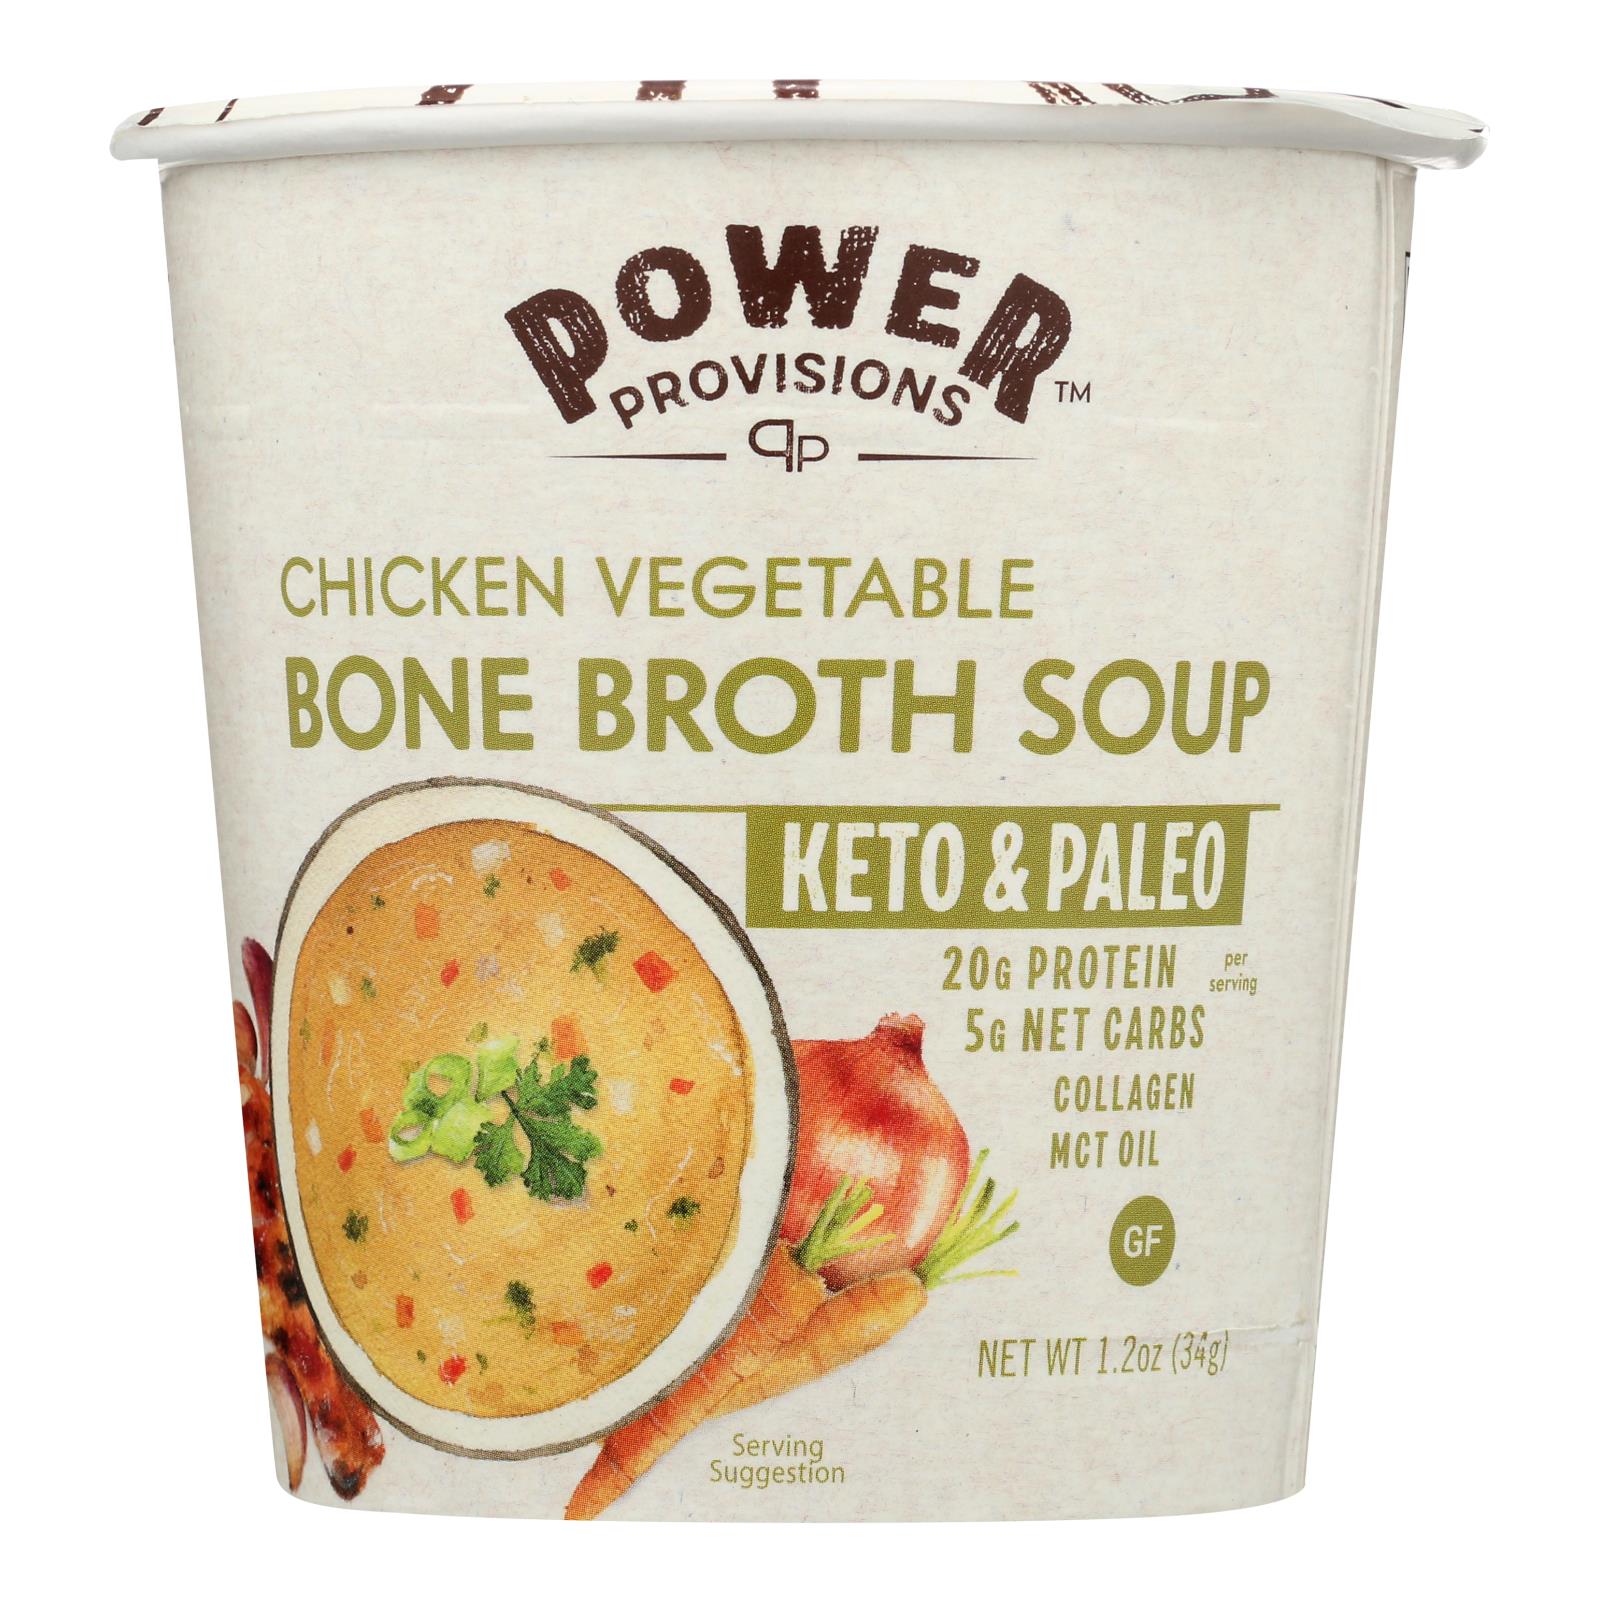 POWER
PROVISIONS ™
PP
CHICKEN VEGETABLE
BONE BROTH SOUP
KETO & PALEO
20G PROTEIN per serving
5G NET CARBS
COLLAGEN
MCT OIL
GF
NET WT 1.2oz (34g)
Serving
Suggestion